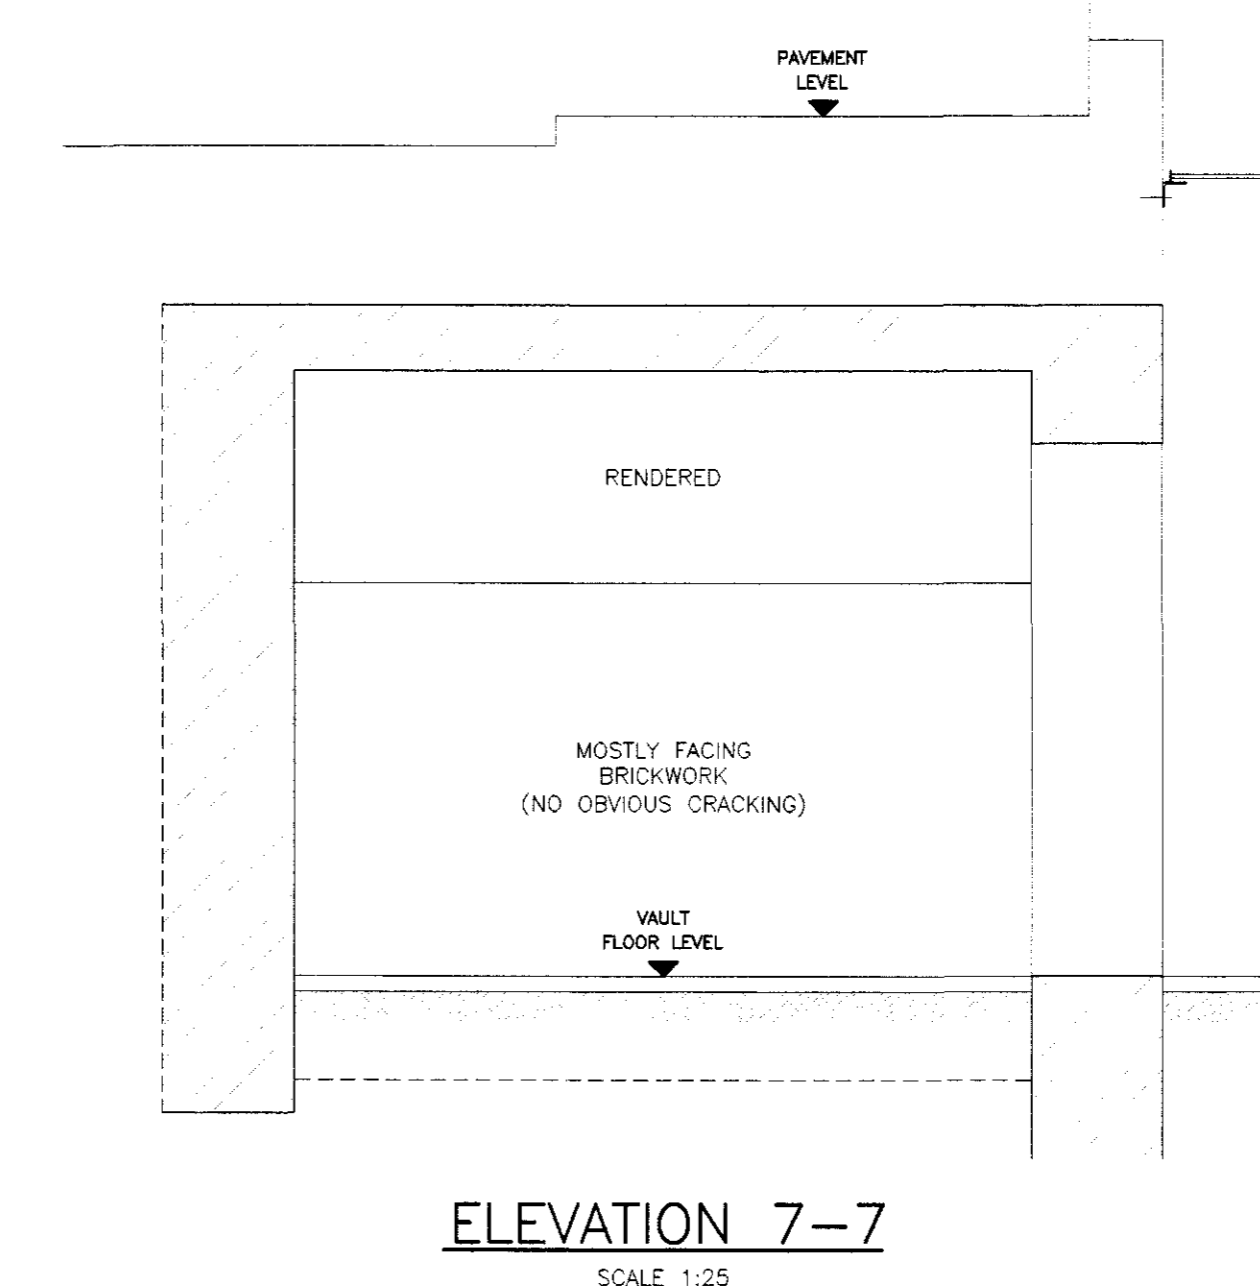 PAVEMENT
LEVEL
RENDERED
MOSTLY FACING
BRICKWORK
(NO OBVIOUS CRACKING)
VAULT
FLOOR LEVEL
ELEVATION 7-7
SCALE 1:25